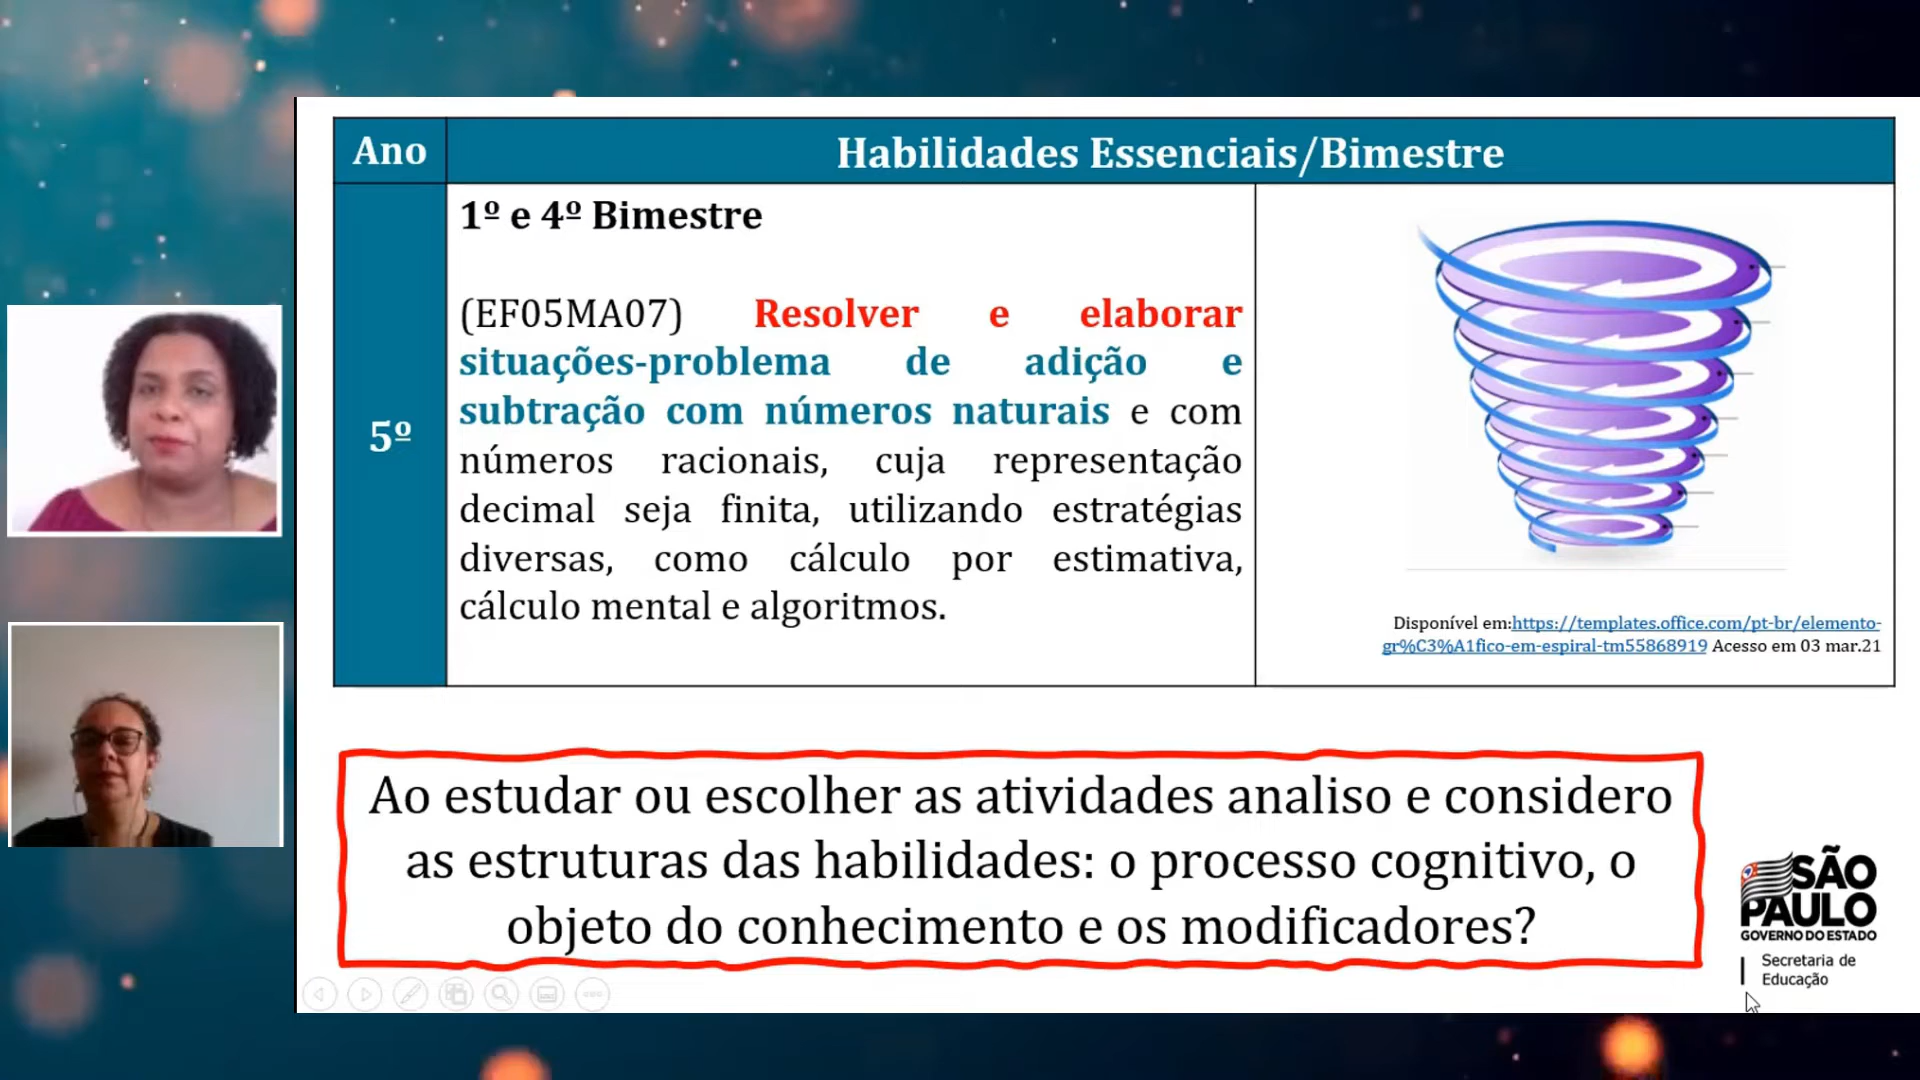 Ano
Habilidades Essenciais/Bimestre
5º
1º e 4º Bimestre
(EF05MA07) Resolver e elaborar
situações-problema de adição e
subtração com números naturais e com
números racionais, cuja representação
decimal seja finita, utilizando estratégias
diversas, como cálculo por estimativa,
cálculo mental e algoritmos.
Disponível em:https://templates.office.com/pt-br/elemento-
gr%C3%A1fico-em-espiral-tm55868919 Acesso em 03 mar.21
Ao estudar ou escolher as atividades analiso e considero
as estruturas das habilidades: o processo cognitivo, o
objeto do conhecimento e os modificadores?
SÃO
PAULO
GOVERNO DO ESTADO
Secretaria de
Educação